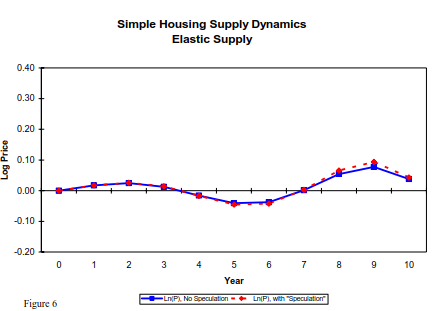 Simple Housing Supply Dynamics
Elastic Supply
0.40
0.30
0.20
0.10
0.00
-0.10
-0.20
Log Price
0 1 2 3 4 5 6 7 8 9 10
Year
Ln(P), No Speculation Ln(P), with "Speculation"
Figure 6